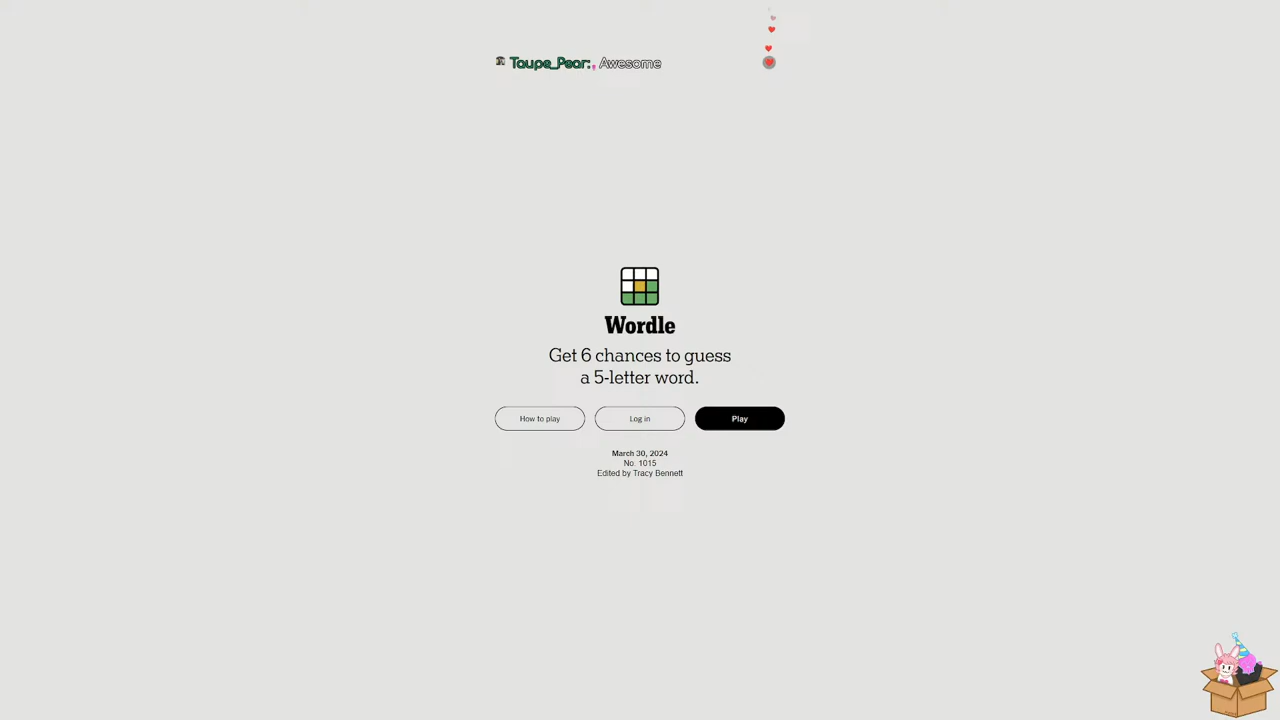 Taupe_Pear: Awesome
Wordle
Get 6 chances to guess
a 5-letter word.
How to play
Log in
Play
March 30, 2024
No. 1015
Edited by Tracy Bennett